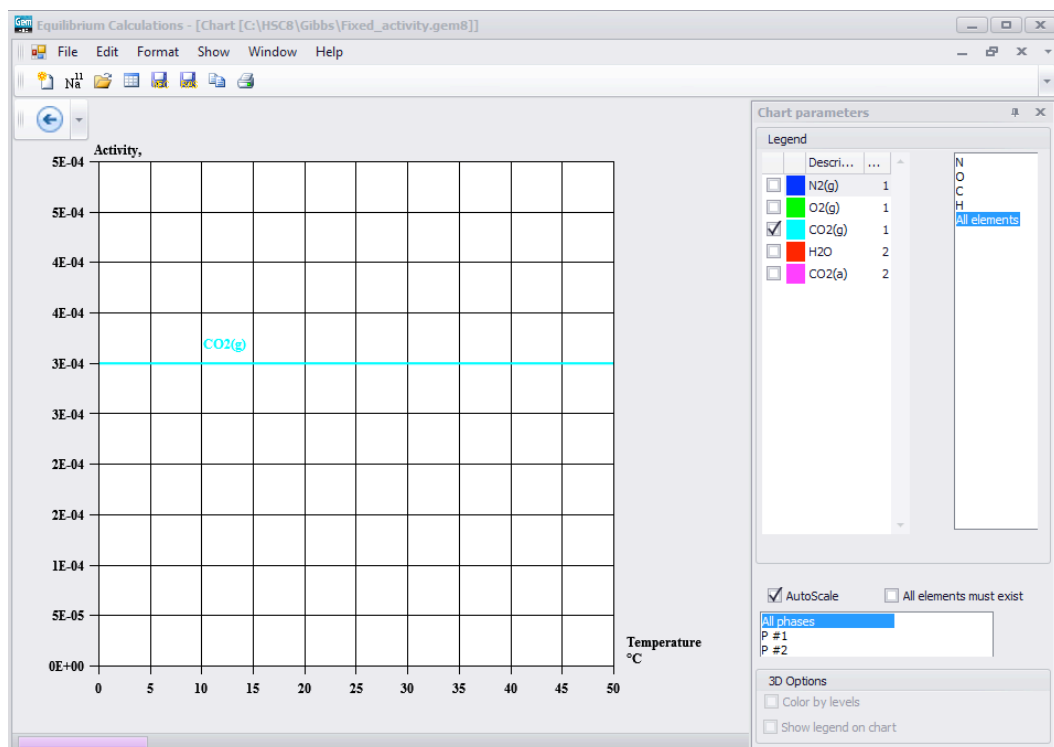 Gem Equilibrium Calculations - [Chart [C:\HSC8\Gibbs\Fixed_activity.gem8]]
File Edit Format Show Window Help
11
Na
Activity,
5E-04
5E-04
4E-04
4E-04
3E-04
3E-04
2E-04
2E-04
1E-04
5E-05
0E+00
CO2(g)
0 5 10 15 20 25 30 35 40 45 50
Temperature
°C
Chart parameters
Legend
Descri... ...
N2(g) 1
O2(g) 1
CO2(g) 1
H2O 2
CO2(a) 2
N
O
C
H
All elements
AutoScale All elements must exist
All phases
P #1
P #2
3D Options
Color by levels
Show legend on chart